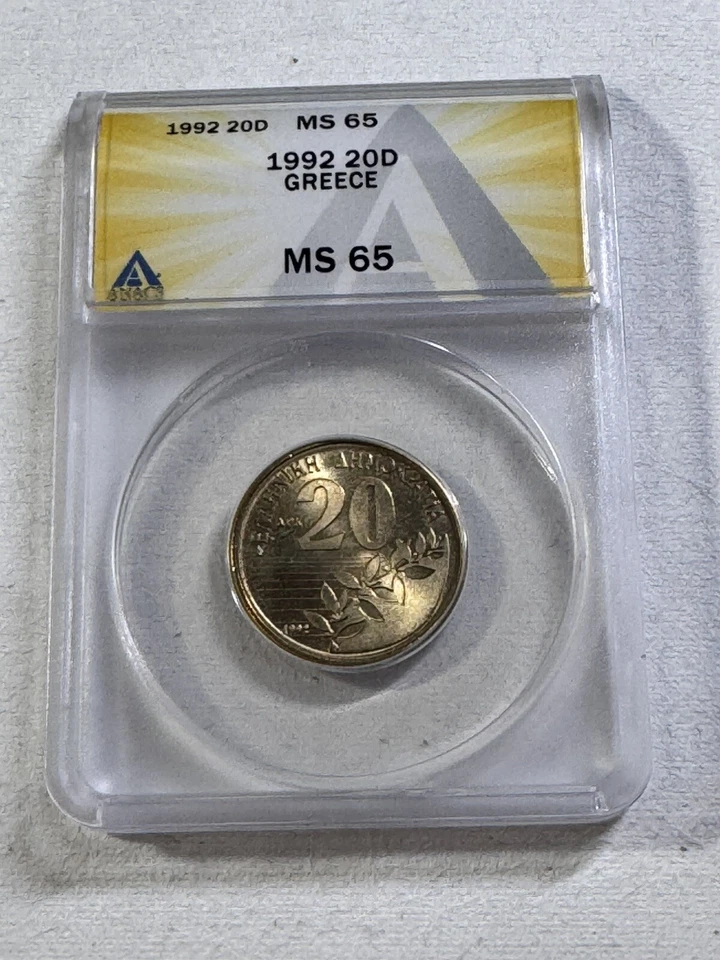 1992 20D MS 65
1992 20D
GREECE
MS 65
ANACS
ΕΛΛΗΝΙΚΗ ΔΗΜΟΚΡΑΤΙΑ
ΔΡΧ 20
1992